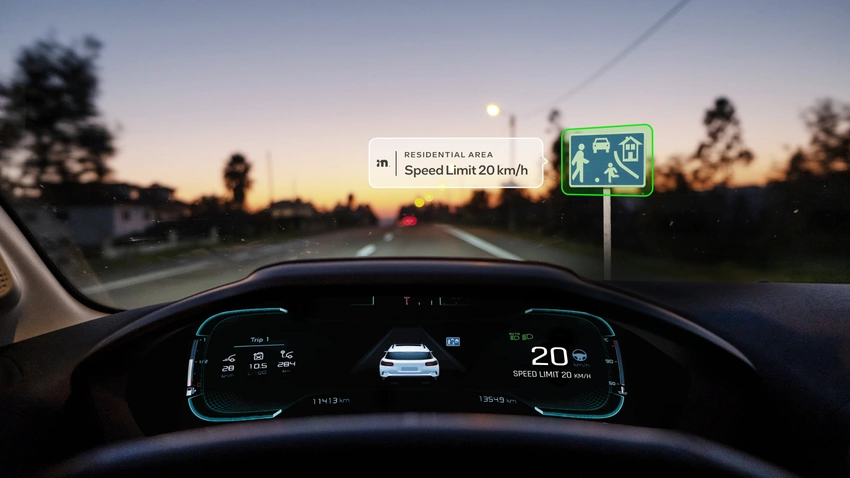 RESIDENTIAL AREA
:n
Speed Limit 20 km/h
Trip 1
28
10.5
284
20
SPEED LIMIT 20 KM/H
11413 km
13549 km